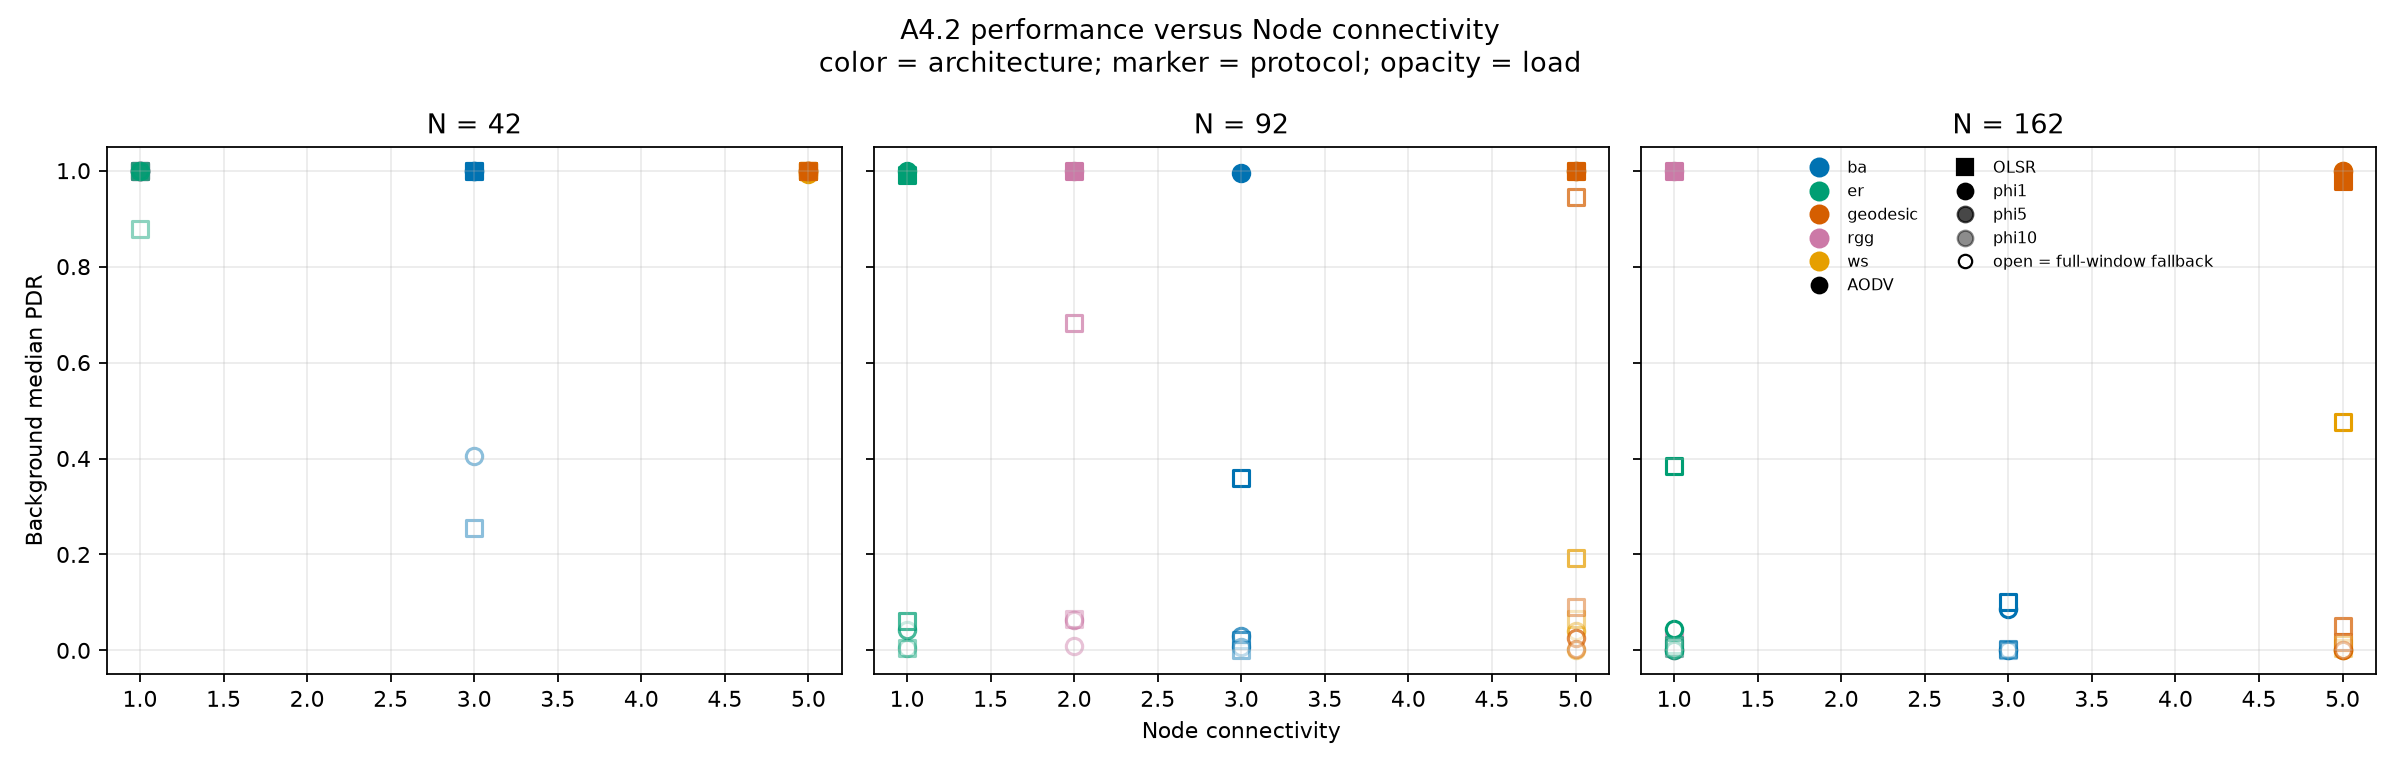 A4.2 performance versus Node connectivity
color = architecture; marker = protocol; opacity = load
N = 42
N = 92
N = 162
Background median PDR
1.0
0.8
0.6
0.4
0.2
0.0
1.0 1.5 2.0 2.5 3.0 3.5 4.0 4.5 5.0
1.0 1.5 2.0 2.5 3.0 3.5 4.0 4.5 5.0
1.0 1.5 2.0 2.5 3.0 3.5 4.0 4.5 5.0
Node connectivity
ba
er
geodesic
rgg
ws
AODV
OLSR
phi1
phi5
phi10
open = full-window fallback